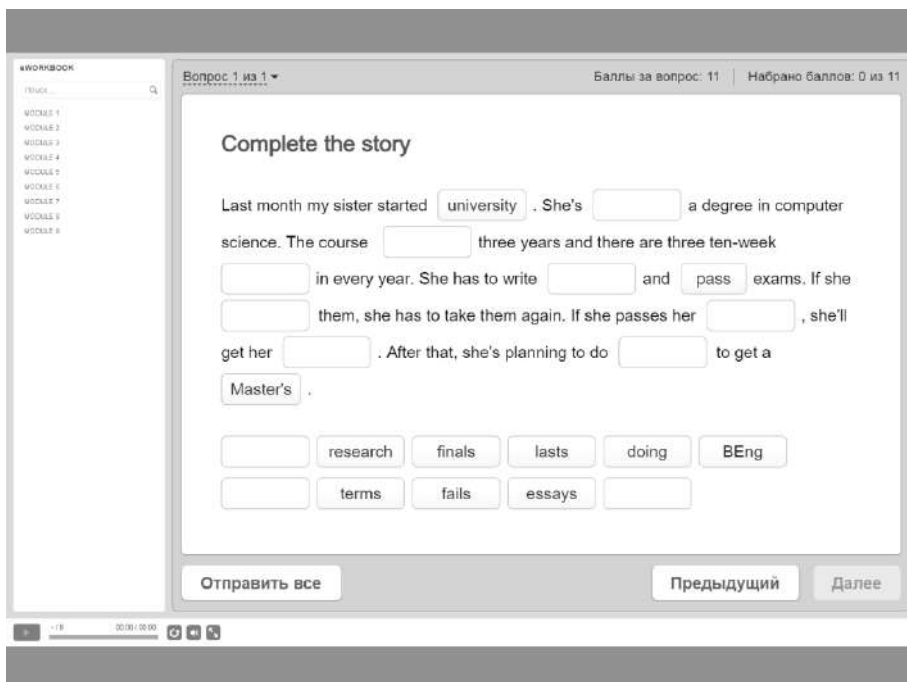 eWORKBOOK
Поиск...
MODULE 1
MODULE 2
MODULE 3
MODULE 4
MODULE 5
MODULE 6
MODULE 7
MODULE 8
MODULE 9
Вопрос 1 из 1
Баллы за вопрос: 11 | Набрано баллов: 0 из 11
Complete the story
Last month my sister started university . She's a degree in computer
science. The course three years and there are three ten-week
in every year. She has to write and pass exams. If she
them, she has to take them again. If she passes her , she'll
get her . After that, she's planning to do to get a
Master's .
research finals lasts doing BEng
terms fails essays
Отправить все
Предыдущий Далее
00:00 / 00:00